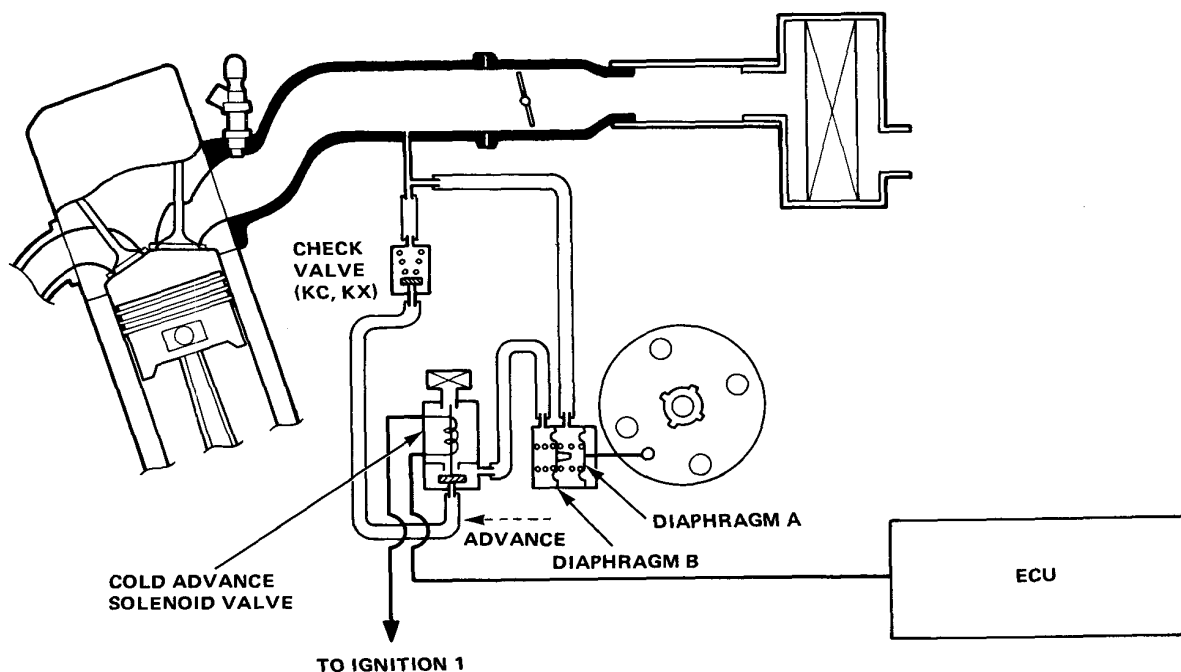 CHECK
VALVE
(KC, KX)
COLD ADVANCE
SOLENOID VALVE
ADVANCE
DIAPHRAGM A
DIAPHRAGM B
ECU
TO IGNITION 1